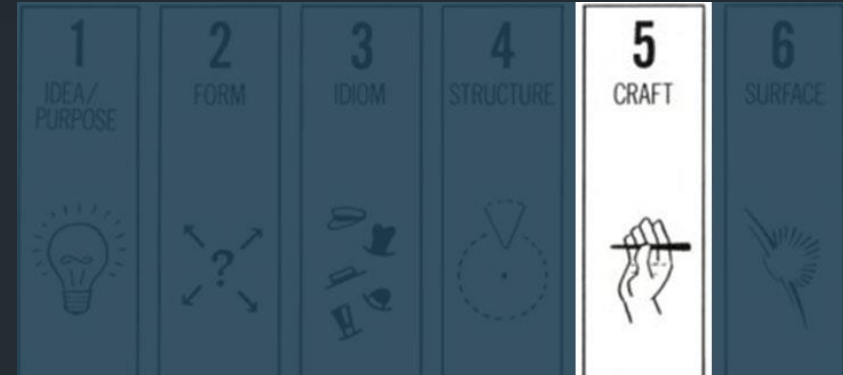 1
IDEA/
PURPOSE
2
FORM
3
IDIOM
4
STRUCTURE
5
CRAFT
6
SURFACE